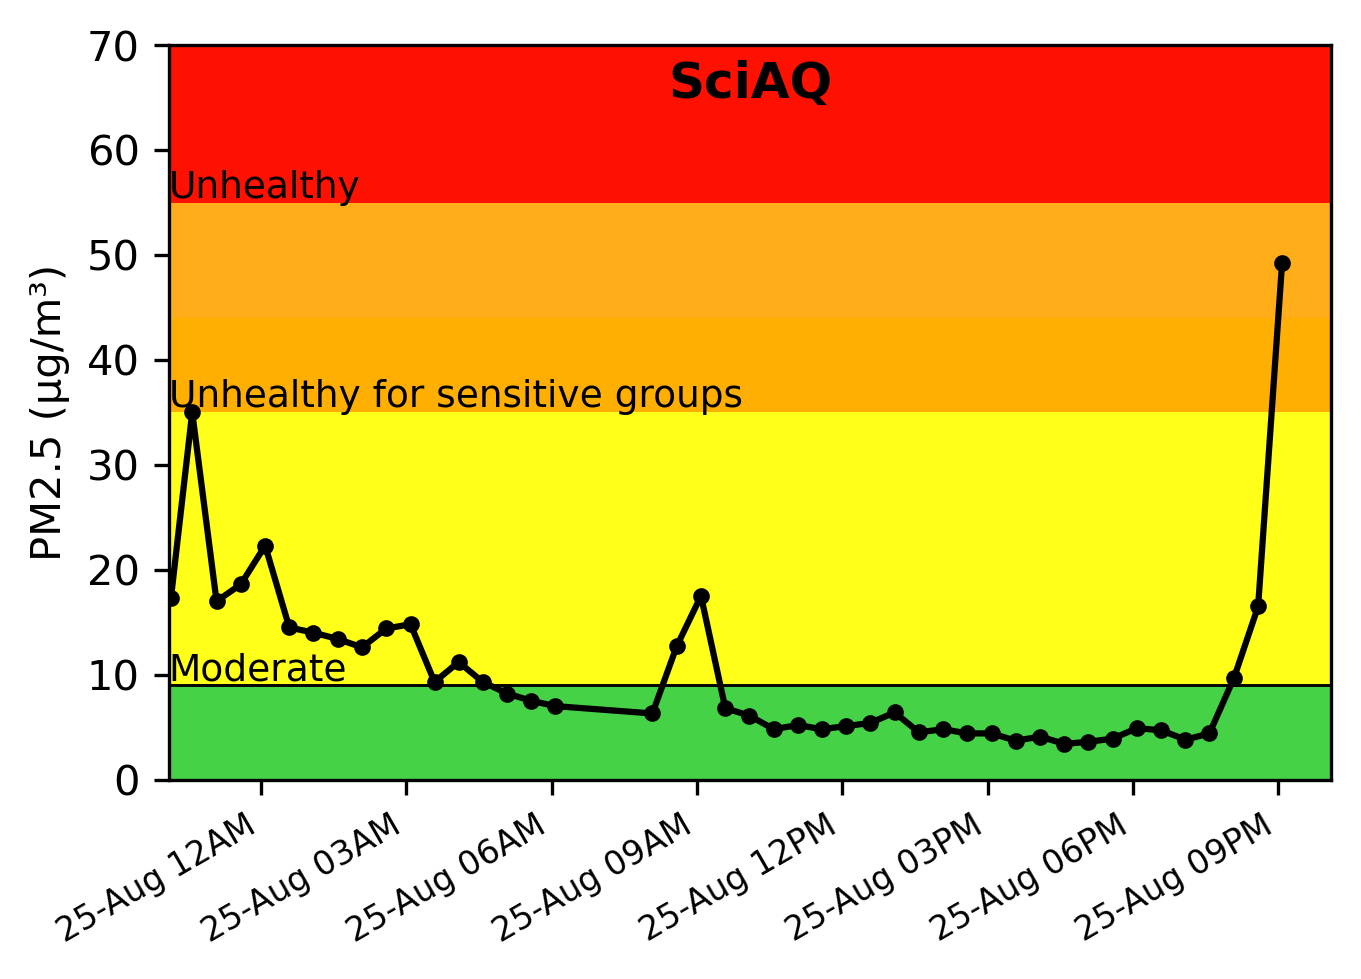 SciAQ
70
60
50
40
30
20
10
0
PM2.5 (µg/m³)
Unhealthy
Unhealthy for sensitive groups
Moderate
25-Aug 12AM
25-Aug 03AM
25-Aug 06AM
25-Aug 09AM
25-Aug 12PM
25-Aug 03PM
25-Aug 06PM
25-Aug 09PM